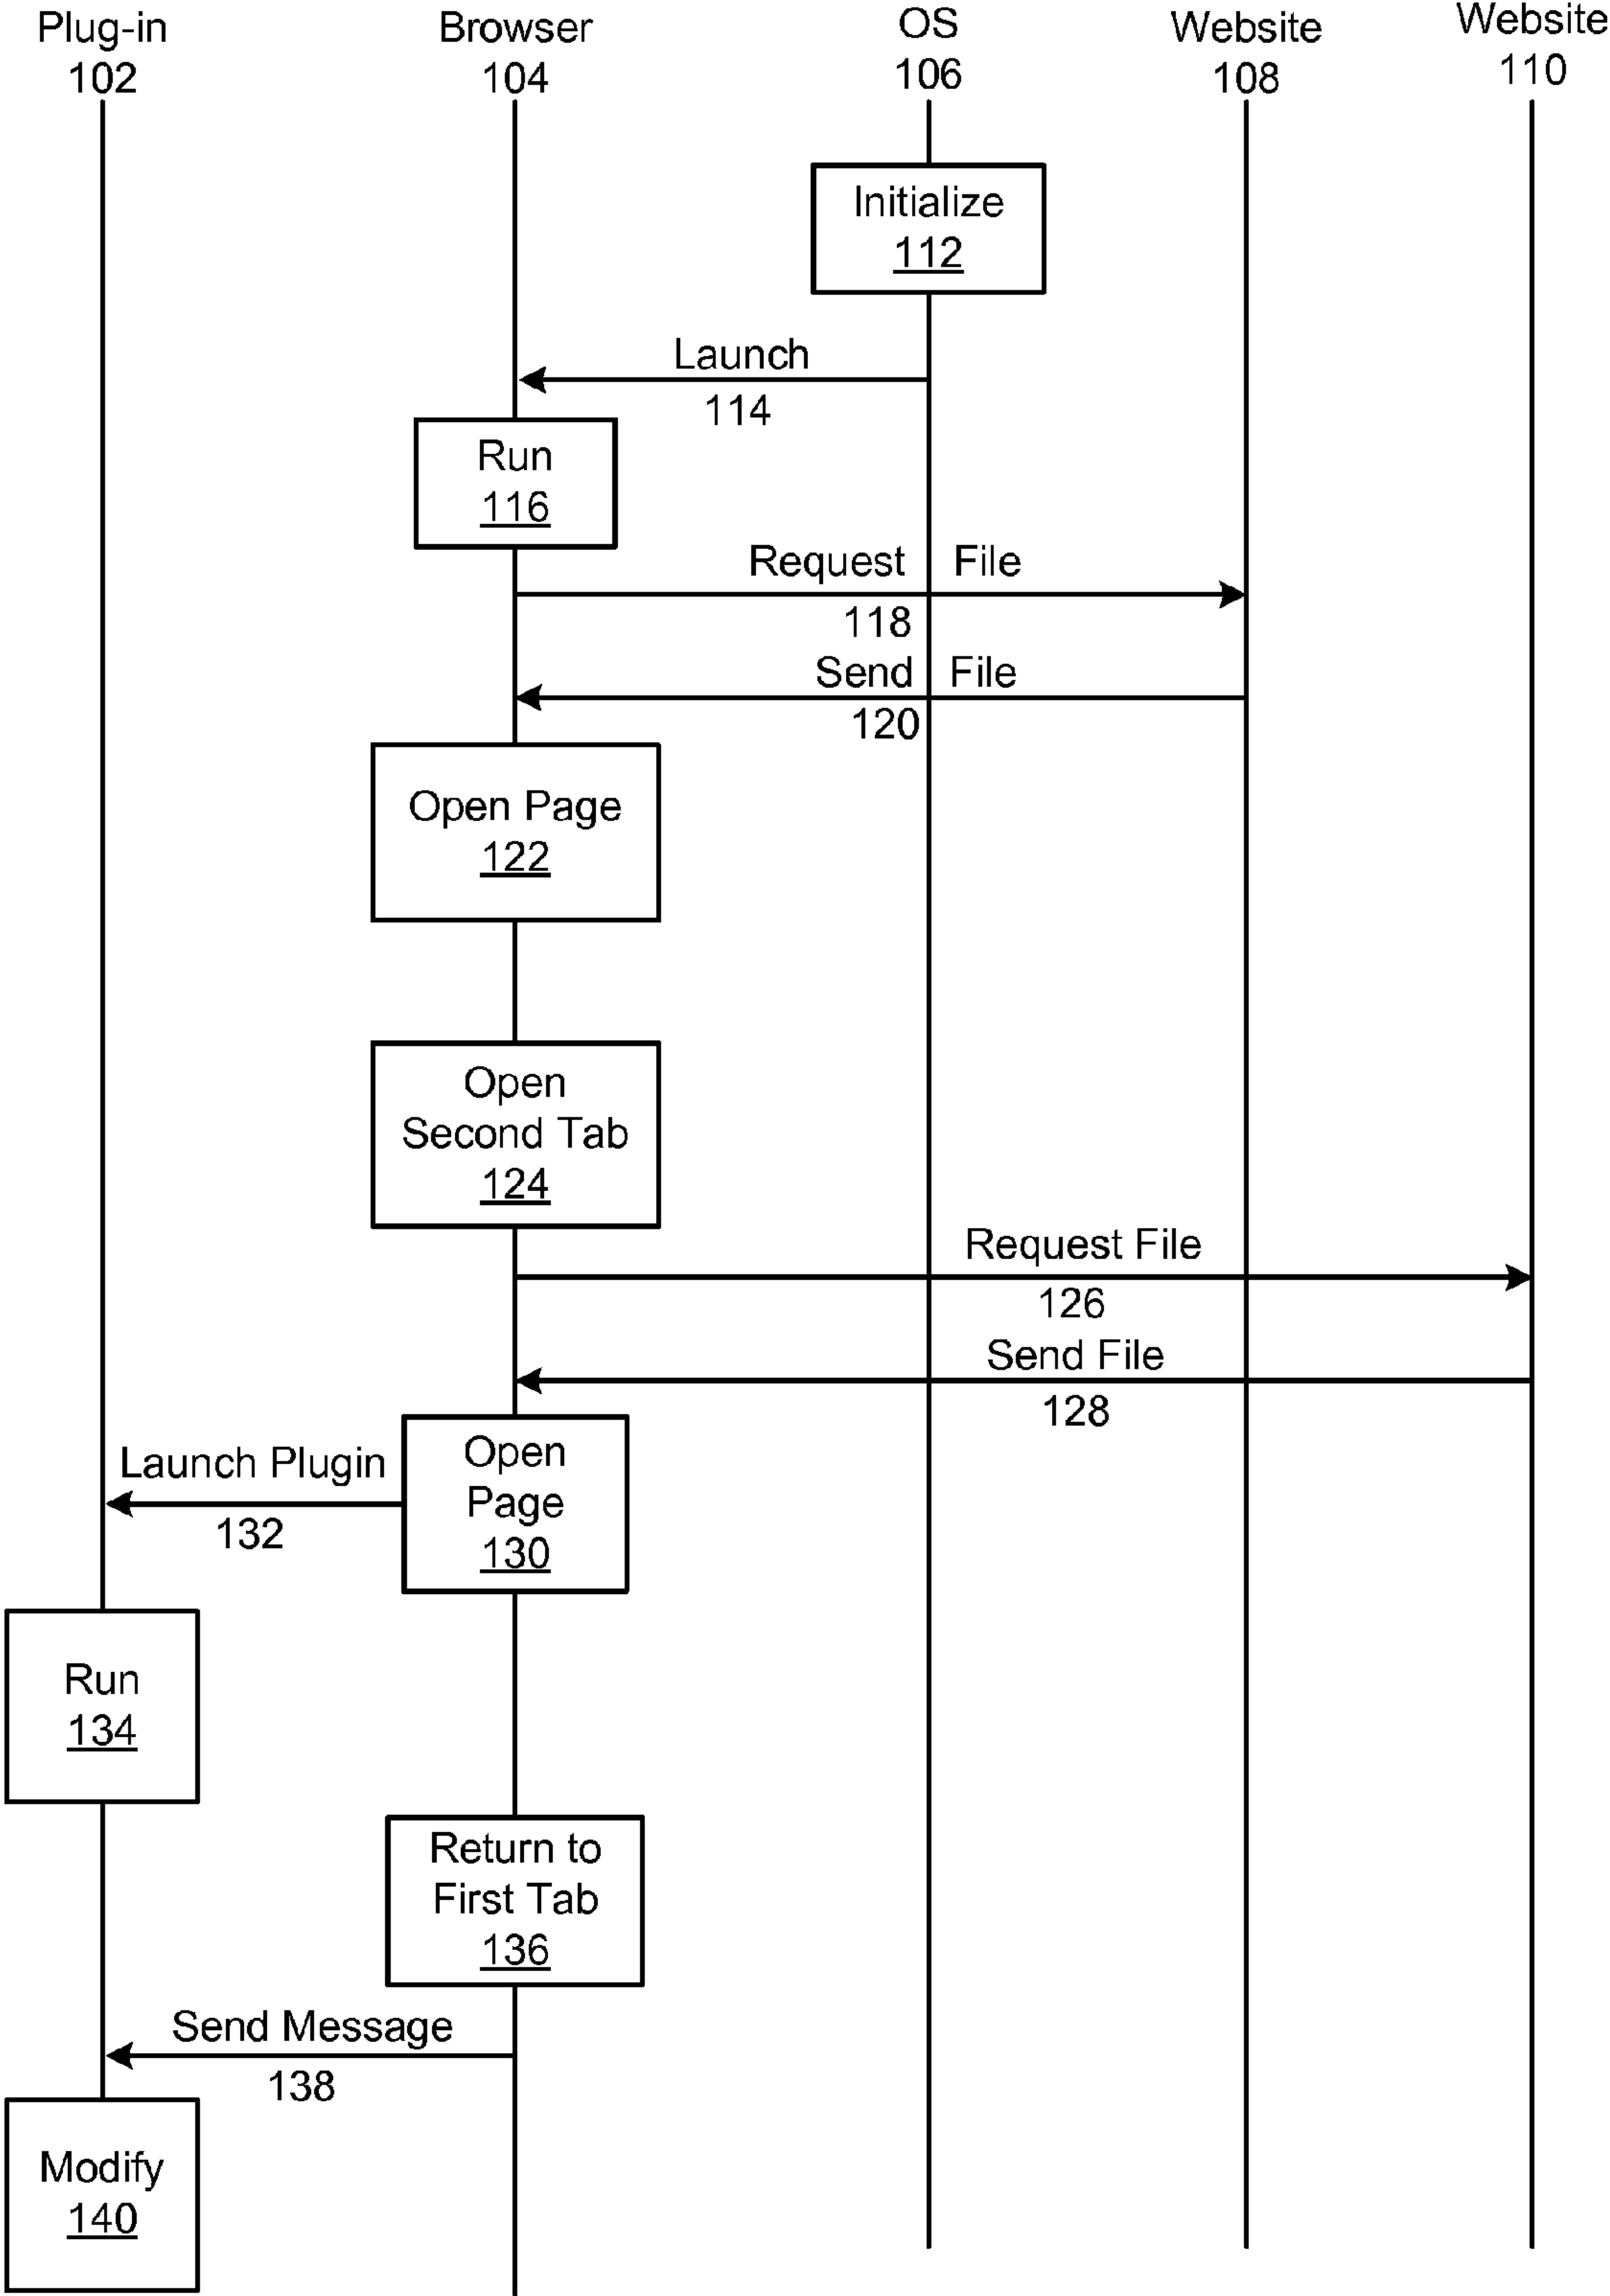 Plug-in
102
Browser
104
OS
106
Website
108
Website
110
Initialize
112
Launch
114
Run
116
Request File
118
Send File
120
Open Page
122
Open
Second Tab
124
Request File
126
Send File
128
Open
Page
130
Launch Plugin
132
Run
134
Return to
First Tab
136
Send Message
138
Modify
140